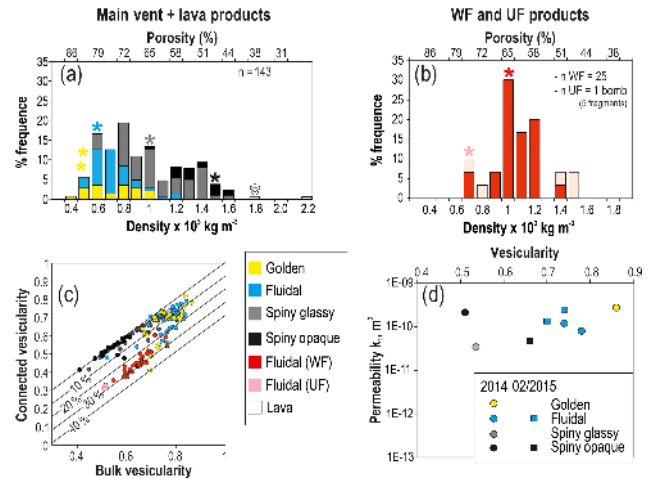 Main vent + lava products
WF and UF products
Porosity (%)
86 79 72 65 58 51 44 38 31
(a)
n = 143
% frequence
35
30
25
20
15
10
5
0
0.4 0.6 0.8 1 1.2 1.5 1.8 2.2
Density x 10³ kg m⁻³
Porosity (%)
86 79 72 65 58 51 44 36
(b)
- n WF = 25
- n UF = 1 bomb
% frequence
35
30
25
20
15
10
5
0
0.4 0.6 0.8 1 1.2 1.4 1.6 1.8
Density x 10³ kg m⁻³
(c)
Connected vesicularity
1
0.9
0.8
0.7
0.6
0.5
0.4
0.3
0.2
0.1
0
10 %
20 %
30 %
40 %
0.4 0.6 0.8 1
Bulk vesicularity
Golden
Fluidal
Spiny glassy
Spiny opaque
Fluidal (WF)
Fluidal (UF)
Lava
Vesicularity
0.4 0.5 0.6 0.7 0.8 0.9
(d)
Permeability k₁, m²
1E-09
1E-10
1E-11
1E-12
1E-13
2014 02/2015
Golden
Fluidal
Spiny glassy
Spiny opaque